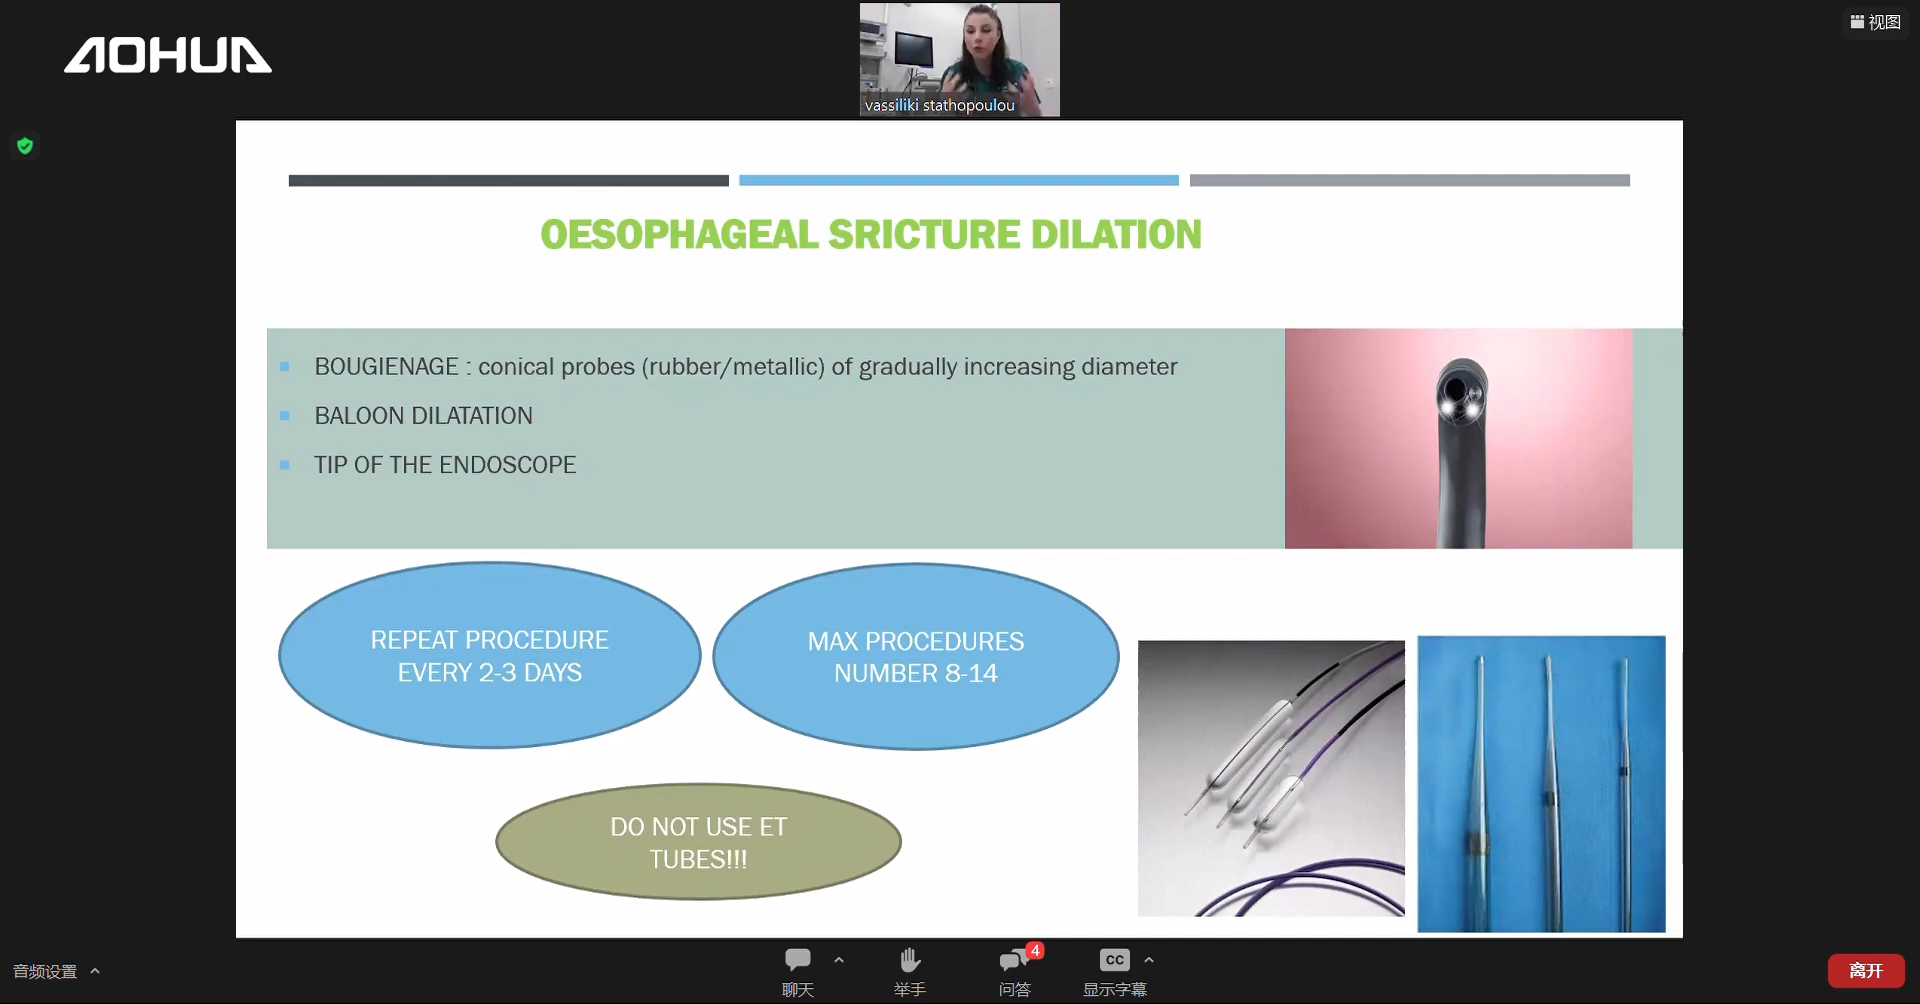 AOHUA
vassiliki stathopoulou
视图
OESOPHAGEAL SRICTURE DILATION
BOUGIENAGE : conical probes (rubber/metallic) of gradually increasing diameter
BALOON DILATATION
TIP OF THE ENDOSCOPE
REPEAT PROCEDURE
EVERY 2-3 DAYS
MAX PROCEDURES
NUMBER 8-14
DO NOT USE ET
TUBES!!!
音频设置
聊天
举手
4
问答
CC
显示字幕
离开